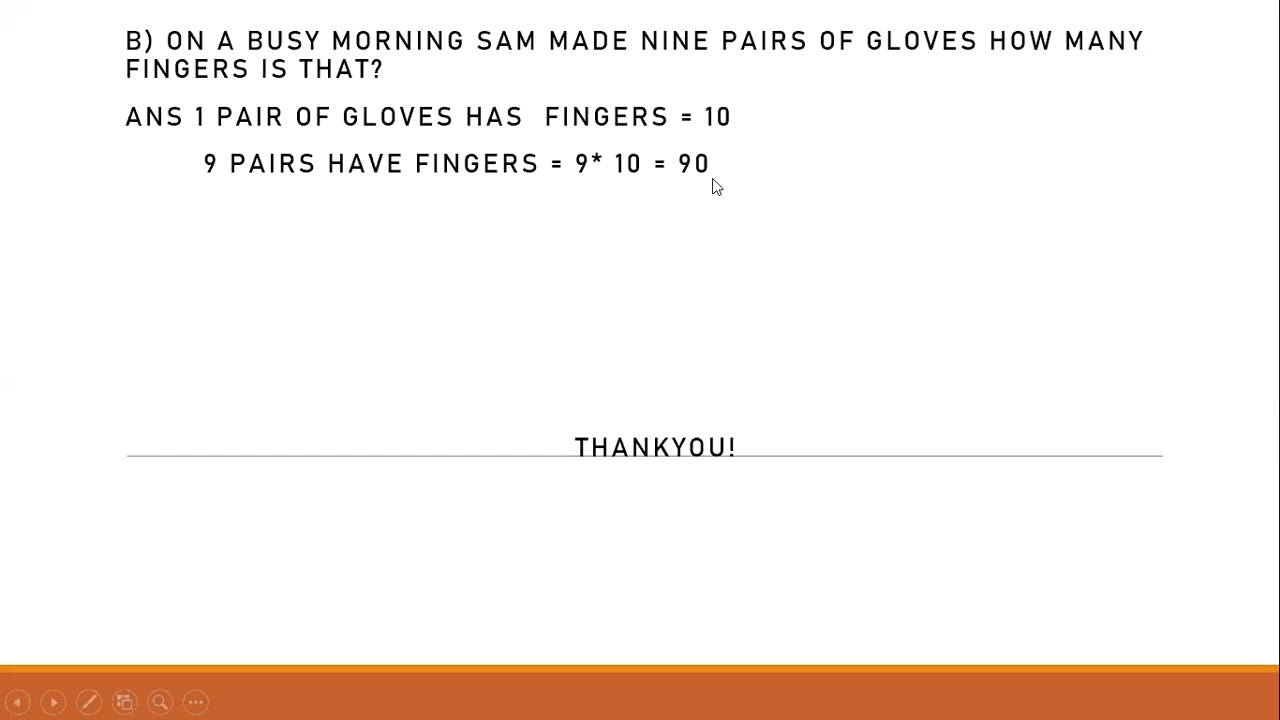 B) ON A BUSY MORNING SAM MADE NINE PAIRS OF GLOVES HOW MANY
FINGERS IS THAT?
ANS 1 PAIR OF GLOVES HAS FINGERS = 10
9 PAIRS HAVE FINGERS = 9* 10 = 90
THANKYOU!